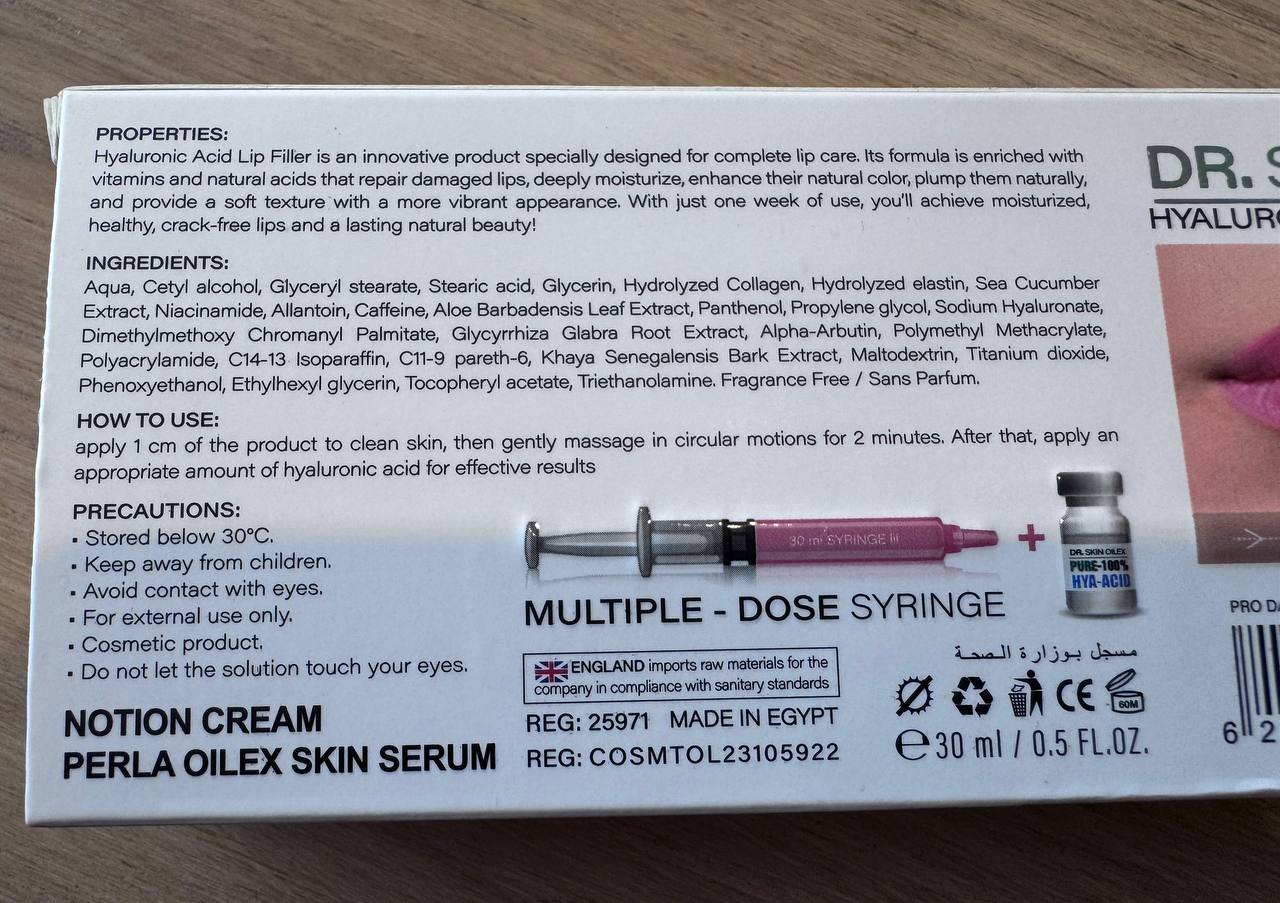 PROPERTIES:
Hyaluronic Acid Lip Filler is an innovative product specially designed for complete lip care. Its formula is enriched with
vitamins and natural acids that repair damaged lips, deeply moisturize, enhance their natural color, plump them naturally,
and provide a soft texture with a more vibrant appearance. With just one week of use, you'll achieve moisturized,
healthy, crack-free lips and a lasting natural beauty!
INGREDIENTS:
Aqua, Cetyl alcohol, Glyceryl stearate, Stearic acid, Glycerin, Hydrolyzed Collagen, Hydrolyzed elastin, Sea Cucumber
Extract, Niacinamide, Allantoin, Caffeine, Aloe Barbadensis Leaf Extract, Panthenol, Propylene glycol, Sodium Hyaluronate,
Dimethylmethoxy Chromanyl Palmitate, Glycyrrhiza Glabra Root Extract, Alpha-Arbutin, Polymethyl Methacrylate,
Polyacrylamide, C14-13 Isoparaffin, C11-9 pareth-6, Khaya Senegalensis Bark Extract, Maltodextrin, Titanium dioxide,
Phenoxyethanol, Ethylhexyl glycerin, Tocopheryl acetate, Triethanolamine. Fragrance Free / Sans Parfum.
HOW TO USE:
apply 1 cm of the product to clean skin, then gently massage in circular motions for 2 minutes. After that, apply an
appropriate amount of hyaluronic acid for effective results
PRECAUTIONS:
▪ Stored below 30°C.
▪ Keep away from children.
▪ Avoid contact with eyes.
▪ For external use only.
▪ Cosmetic product.
▪ Do not let the solution touch your eyes.
NOTION CREAM
PERLA OILEX SKIN SERUM
30 ml SYRINGE
+
DR. SKIN OILEX
PURE-100%
HYA-ACID
MULTIPLE - DOSE SYRINGE
ENGLAND imports raw materials for the
company in compliance with sanitary standards
REG: 25971 MADE IN EGYPT
REG: COSMTOL23105922
مسجل بوزارة الصحة
CE 60M
℮ 30 ml / 0.5 FL.OZ.
DR. S
HYALUR
PRO DA
6 2